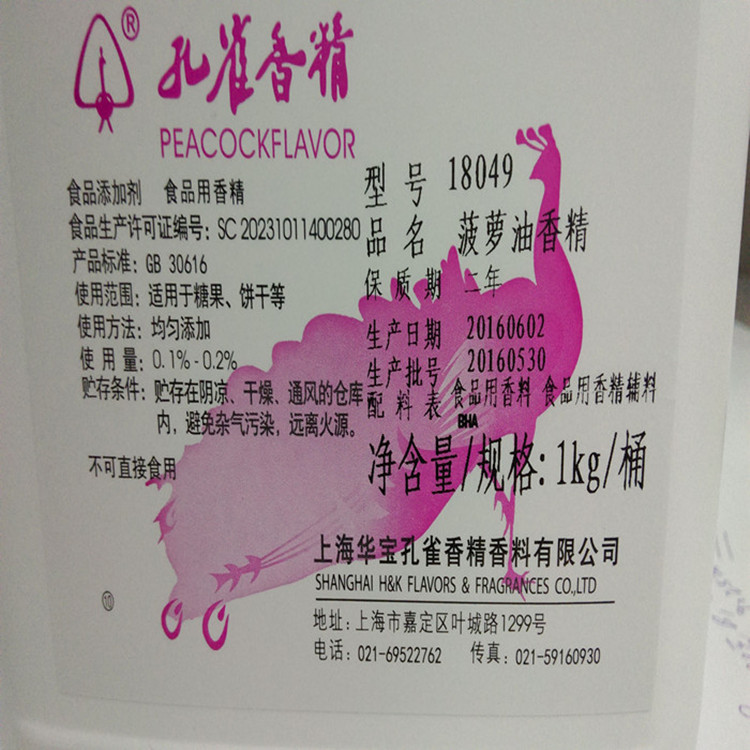 ®
孔雀香精
PEACOCKFLAVOR
食品添加剂 食品用香精
食品生产许可证编号: SC 20231011400280
产品标准: GB 30616
使用范围: 适用于糖果、饼干等
使用方法: 均匀添加
使 用 量: 0.1% - 0.2%
贮存条件: 贮存在阴凉、干燥、通风的仓库
内,避免杂气污染,远离火源。
不可直接食用
型 号 18049
品 名 菠萝油香精
保 质 期 二年
生产日期 20160602
生产批号 20160530
配 料 表 食品用香料 食品用香精辅料
BHA
净含量/规格: 1kg/桶
上海华宝孔雀香精香料有限公司
SHANGHAI H&K FLAVORS & FRAGRANCES CO.,LTD
地址: 上海市嘉定区叶城路1299号
电话: 021-69522762 传真: 021-59160930
⑩